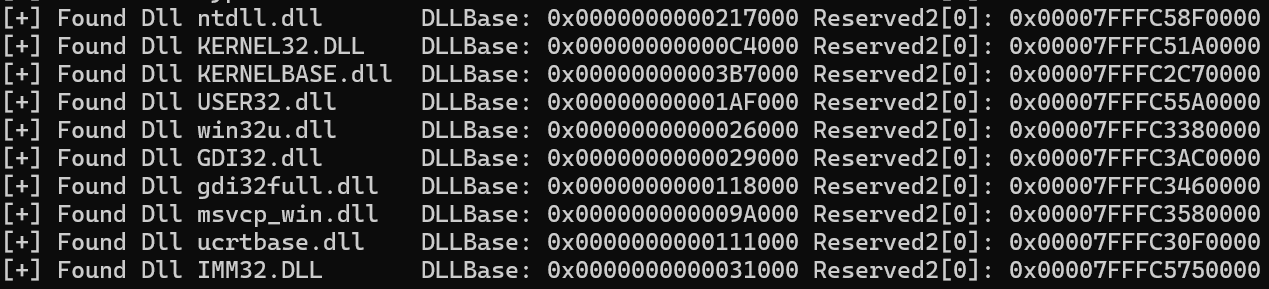 [+] Found Dll ntdll.dll DLLBase: 0x0000000000217000 Reserved2[0]: 0x00007FFFC58F0000
[+] Found Dll KERNEL32.DLL DLLBase: 0x00000000000C4000 Reserved2[0]: 0x00007FFFC51A0000
[+] Found Dll KERNELBASE.dll DLLBase: 0x00000000003B7000 Reserved2[0]: 0x00007FFFC2C70000
[+] Found Dll USER32.dll DLLBase: 0x00000000001AF000 Reserved2[0]: 0x00007FFFC55A0000
[+] Found Dll win32u.dll DLLBase: 0x0000000000026000 Reserved2[0]: 0x00007FFFC3380000
[+] Found Dll GDI32.dll DLLBase: 0x0000000000029000 Reserved2[0]: 0x00007FFFC3AC0000
[+] Found Dll gdi32full.dll DLLBase: 0x0000000000118000 Reserved2[0]: 0x00007FFFC3460000
[+] Found Dll msvcp_win.dll DLLBase: 0x000000000009A000 Reserved2[0]: 0x00007FFFC3580000
[+] Found Dll ucrtbase.dll DLLBase: 0x0000000000111000 Reserved2[0]: 0x00007FFFC30F0000
[+] Found Dll IMM32.DLL DLLBase: 0x0000000000031000 Reserved2[0]: 0x00007FFFC5750000